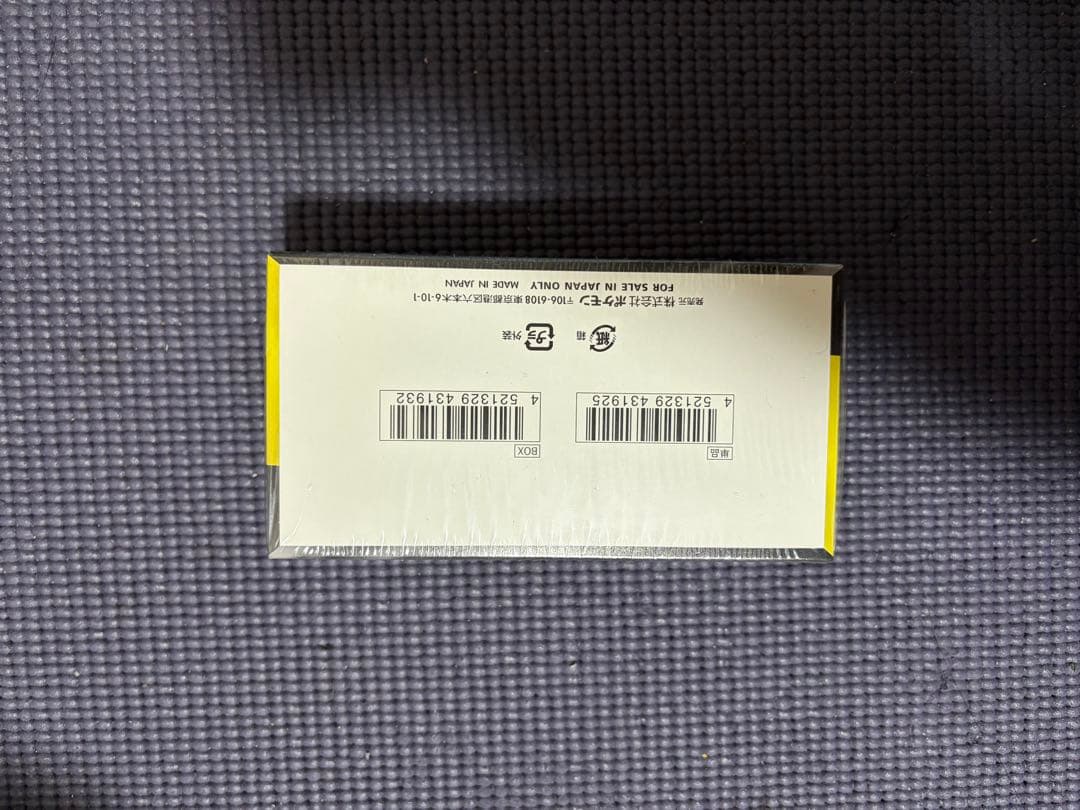 単品
BOX
4 521329 431925
4 521329 431932
紙 箱
プラ 外装
発売元 株式会社ポケモン 〒106-6108 東京都港区六本木6-10-1
FOR SALE IN JAPAN ONLY MADE IN JAPAN